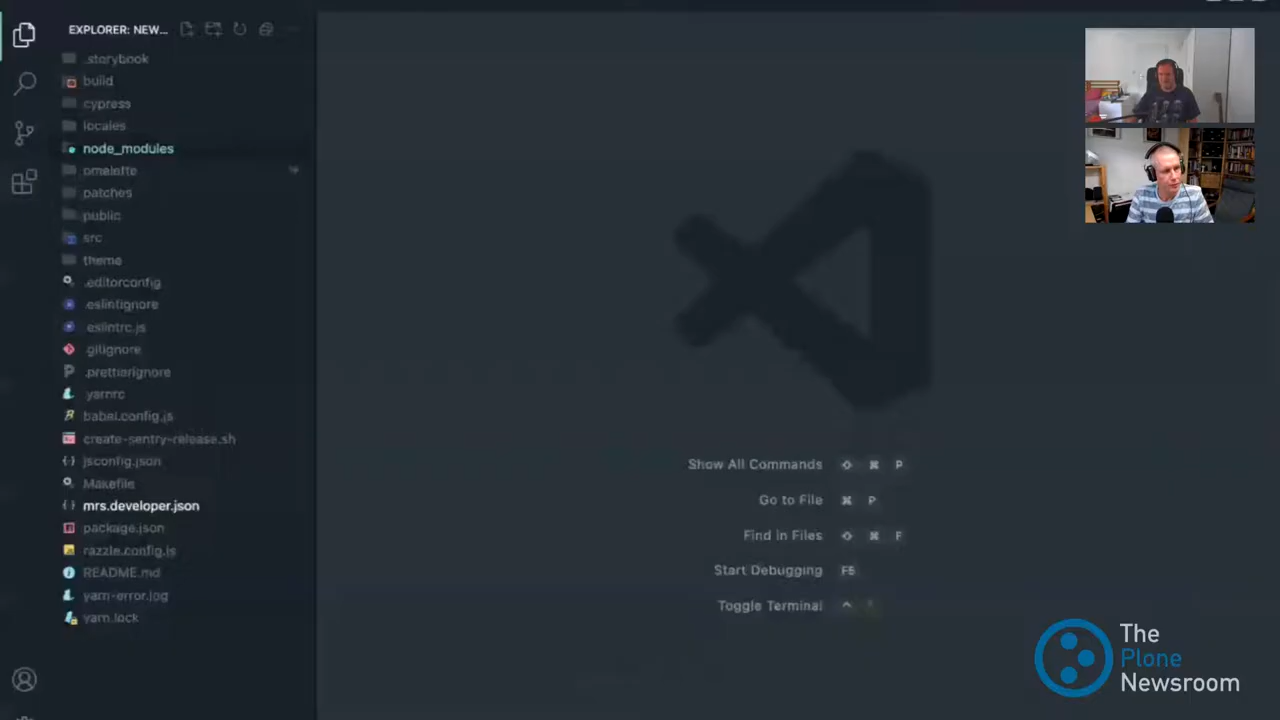 EXPLORER: NEW...
.storybook
build
cypress
locales
node_modules
omelette
patches
public
src
theme
.editorconfig
.eslintignore
.eslintrc.js
.gitignore
.prettierignore
.yarnrc
babel.config.js
create-sentry-release.sh
jsconfig.json
Makefile
mrs.developer.json
package.json
razzle.config.js
README.md
yarn-error.log
yarn.lock
Show All Commands ⇧ ⌘ P
Go to File ⌘ P
Find in Files ⇧ ⌘ F
Start Debugging F5
Toggle Terminal ^ `
The
Plone
Newsroom